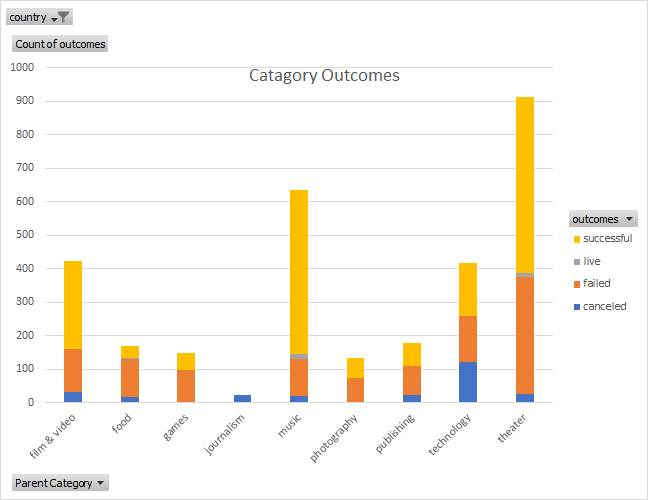 country
Count of outcomes
Catagory Outcomes
1000
900
800
700
600
500
400
300
200
100
0
film & video
food
games
journalism
music
photography
publishing
technology
theater
outcomes
successful
live
failed
canceled
Parent Category